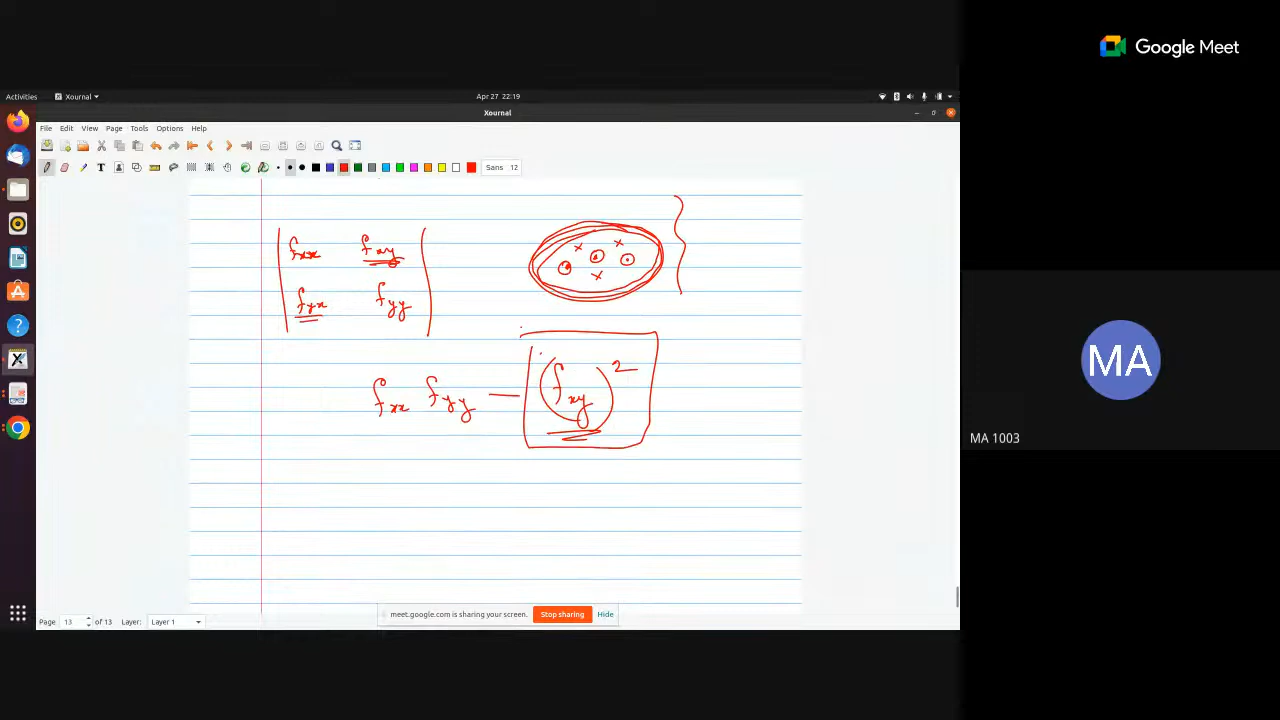 Google Meet
Activities Xournal Apr 27 22:19
Xournal
File Edit View Page Tools Options Help
Sans 12
fxx fxy
fyx fyy
fxx fyy — (fxy)2
MA
MA 1003
meet.google.com is sharing your screen. Stop sharing Hide
Page 13 of 13 Layer: Layer 1